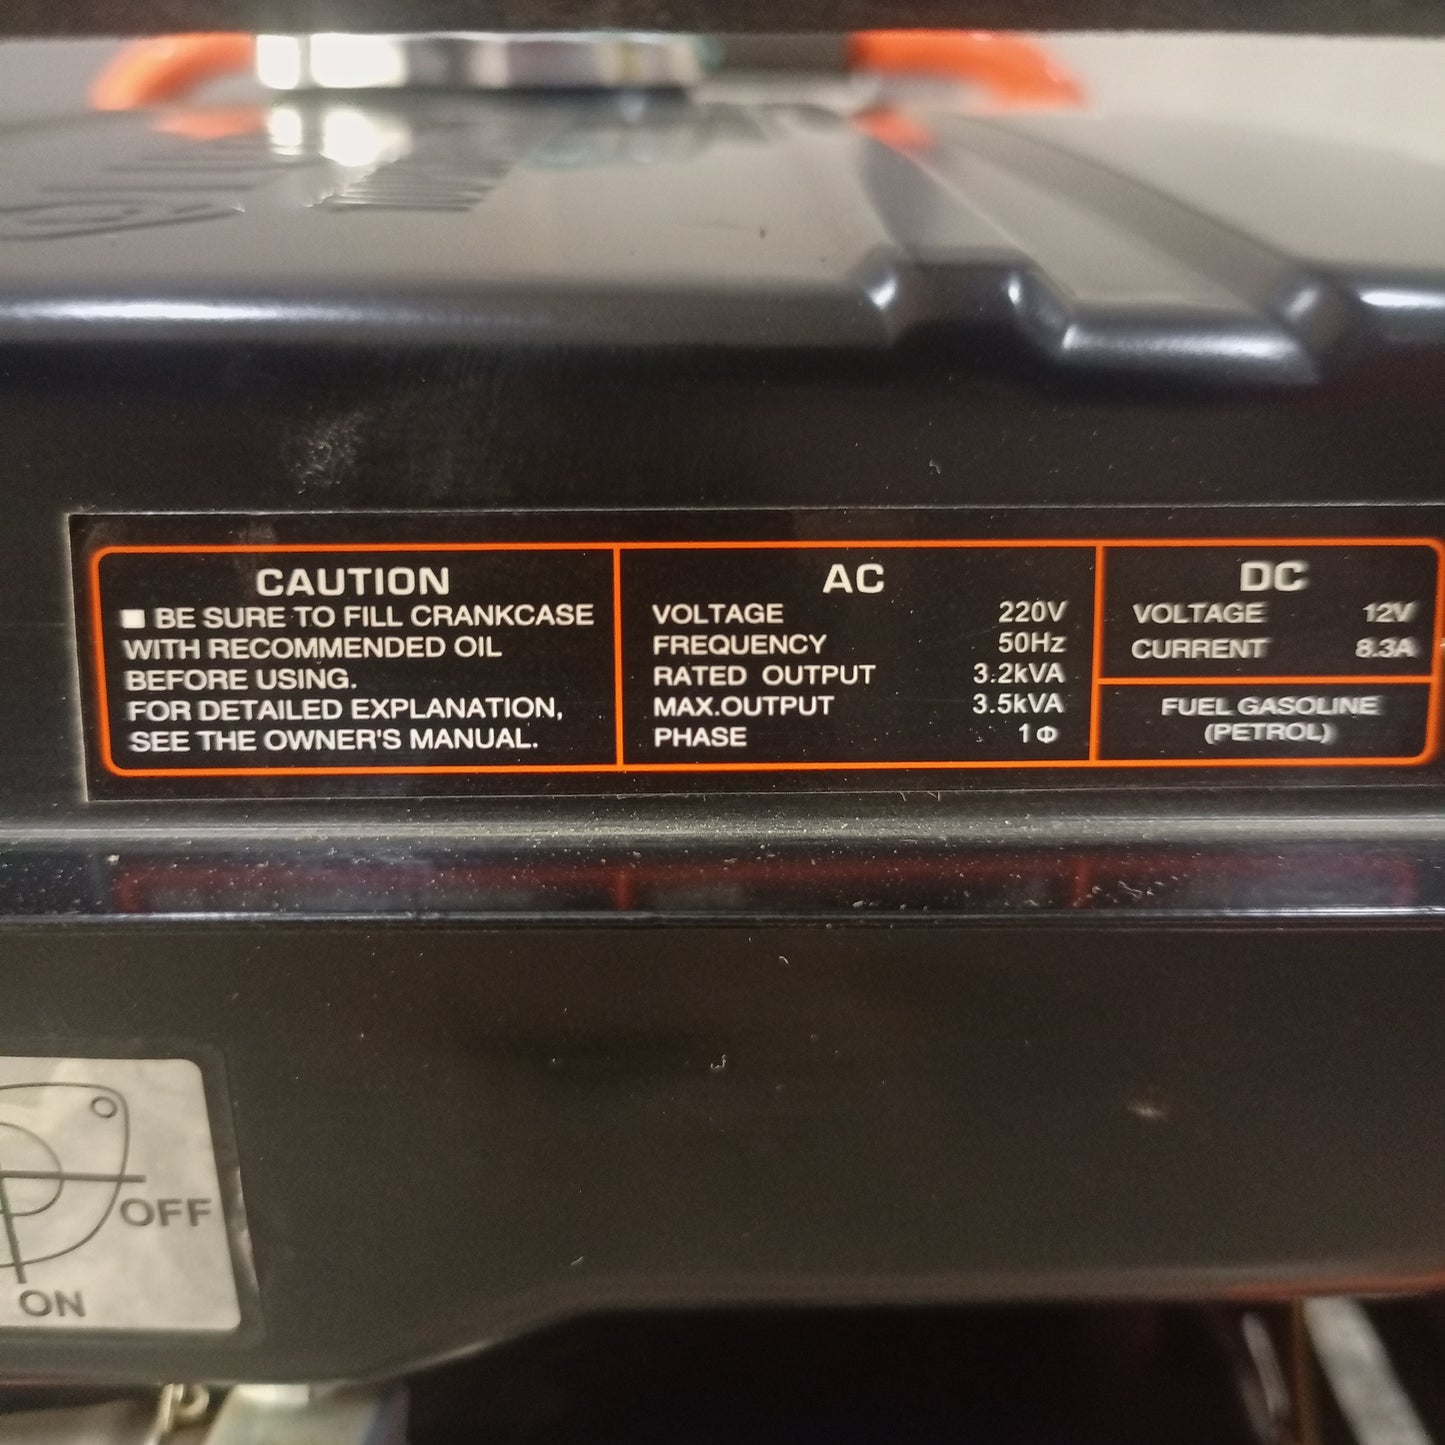 CAUTION
■ BE SURE TO FILL CRANKCASE
WITH RECOMMENDED OIL
BEFORE USING.
FOR DETAILED EXPLANATION,
SEE THE OWNER'S MANUAL.
AC
VOLTAGE 220V
FREQUENCY 50Hz
RATED OUTPUT 3.2kVA
MAX.OUTPUT 3.5kVA
PHASE 1Φ
DC
VOLTAGE 12V
CURRENT 8.3A
FUEL GASOLINE
(PETROL)
OFF
ON